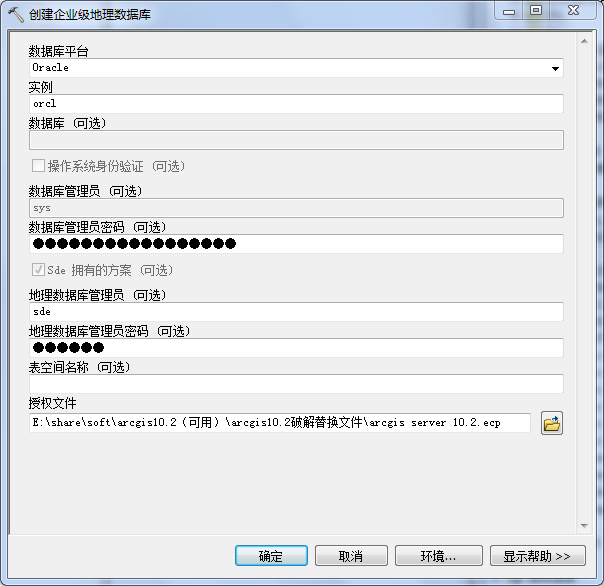 创建企业级地理数据库
数据库平台
Oracle
实例
orcl
数据库 (可选)
操作系统身份验证 (可选)
数据库管理员 (可选)
sys
数据库管理员密码 (可选)
●●●●●●●●●●●●●●●●●
Sde 拥有的方案 (可选)
地理数据库管理员 (可选)
sde
地理数据库管理员密码 (可选)
●●●●●●
表空间名称 (可选)
授权文件
E:\share\soft\arcgis10.2（可用）\arcgis10.2破解替换文件\arcgis server 10.2.ecp
确定 取消 环境... 显示帮助 >>